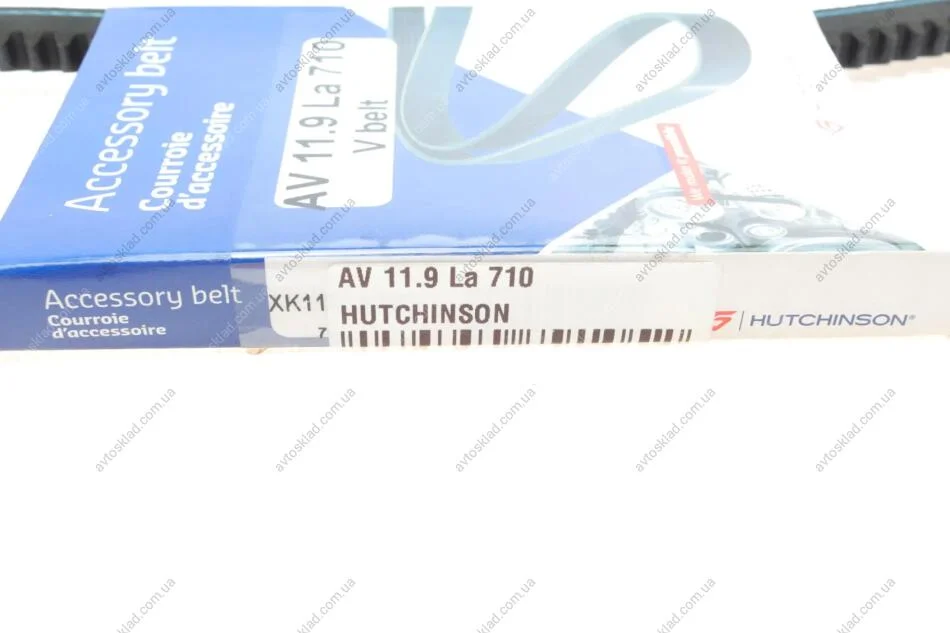 Accessory belt
Courroie
d'accessoire
AV 11.9 La 710
V belt
Accessory belt
Courroie
d'accessoire
XK11
7
AV 11.9 La 710
HUTCHINSON
HUTCHINSON®
avtosklad.com.ua